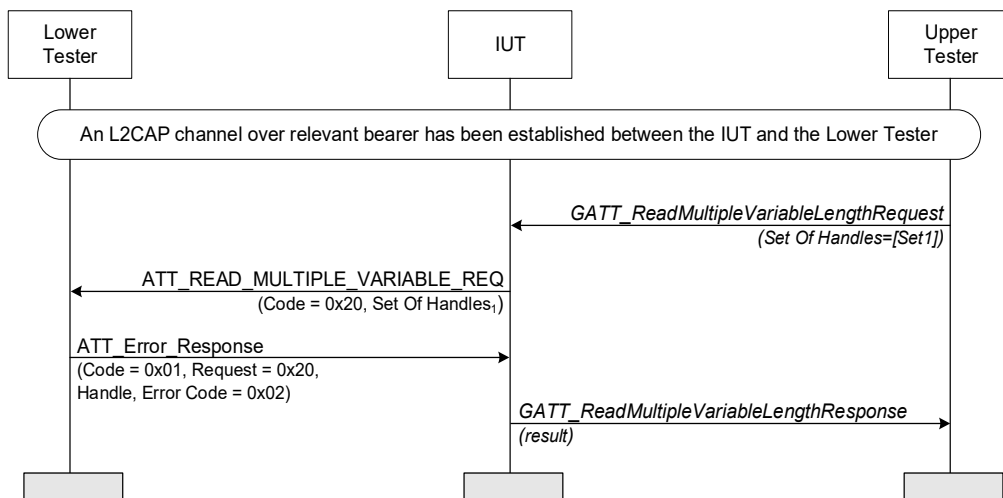 Lower
Tester
IUT
Upper
Tester
An L2CAP channel over relevant bearer has been established between the IUT and the Lower Tester
GATT_ReadMultipleVariableLengthRequest
(Set Of Handles=[Set1])
ATT_READ_MULTIPLE_VARIABLE_REQ
(Code = 0x20, Set Of Handles₁)
ATT_Error_Response
(Code = 0x01, Request = 0x20,
Handle, Error Code = 0x02)
GATT_ReadMultipleVariableLengthResponse
(result)